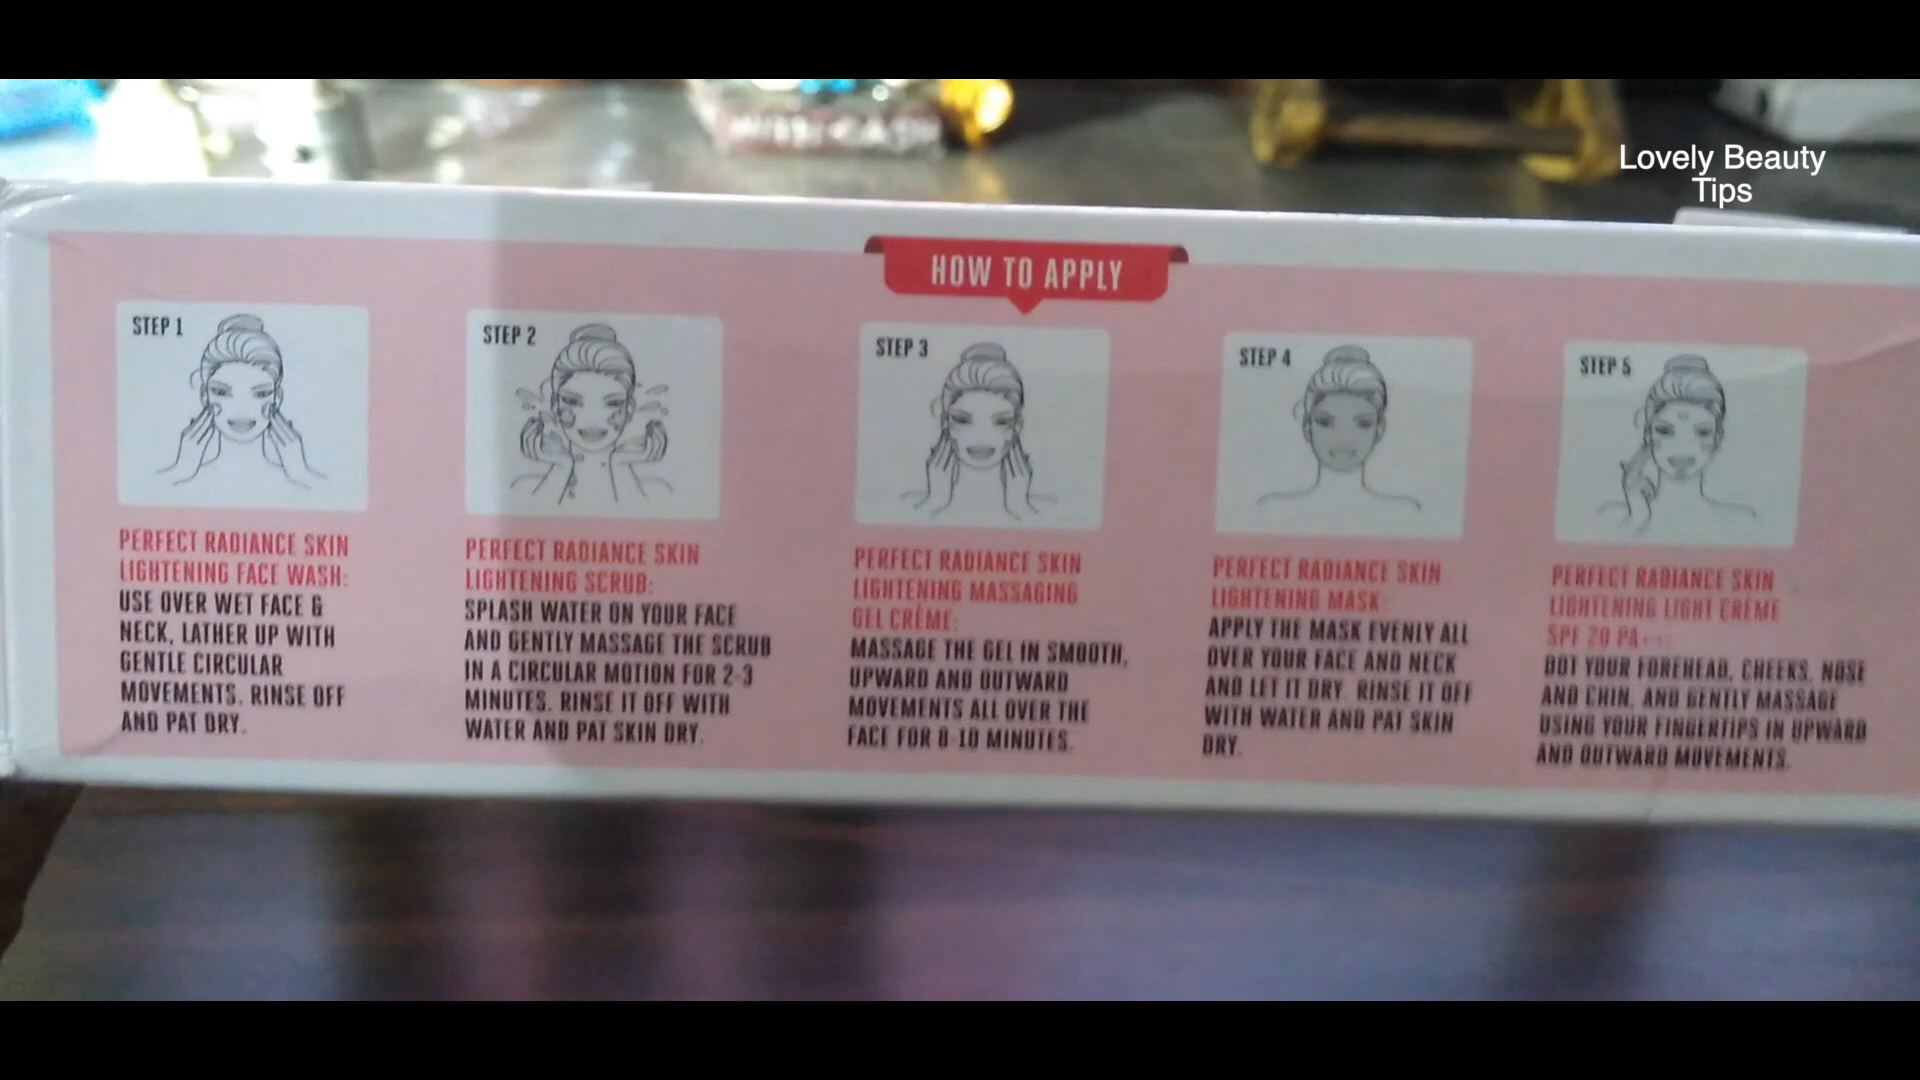 Lovely Beauty
Tips
HOW TO APPLY
STEP 1
PERFECT RADIANCE SKIN
LIGHTENING FACE WASH:
USE OVER WET FACE &
NECK, LATHER UP WITH
GENTLE CIRCULAR
MOVEMENTS. RINSE OFF
AND PAT DRY.
STEP 2
PERFECT RADIANCE SKIN
LIGHTENING SCRUB:
SPLASH WATER ON YOUR FACE
AND GENTLY MASSAGE THE SCRUB
IN A CIRCULAR MOTION FOR 2-3
MINUTES. RINSE IT OFF WITH
WATER AND PAT SKIN DRY.
STEP 3
PERFECT RADIANCE SKIN
LIGHTENING MASSAGING
GEL CRÈME:
MASSAGE THE GEL IN SMOOTH,
UPWARD AND OUTWARD
MOVEMENTS ALL OVER THE
FACE FOR 8-10 MINUTES.
STEP 4
PERFECT RADIANCE SKIN
LIGHTENING MASK:
APPLY THE MASK EVENLY ALL
OVER YOUR FACE AND NECK
AND LET IT DRY. RINSE IT OFF
WITH WATER AND PAT SKIN
DRY.
STEP 5
PERFECT RADIANCE SKIN
LIGHTENING LIGHT CRÈME
SPF 20 PA++:
DOT YOUR FOREHEAD, CHEEKS, NOSE
AND CHIN, AND GENTLY MASSAGE
USING YOUR FINGERTIPS IN UPWARD
AND OUTWARD MOVEMENTS.